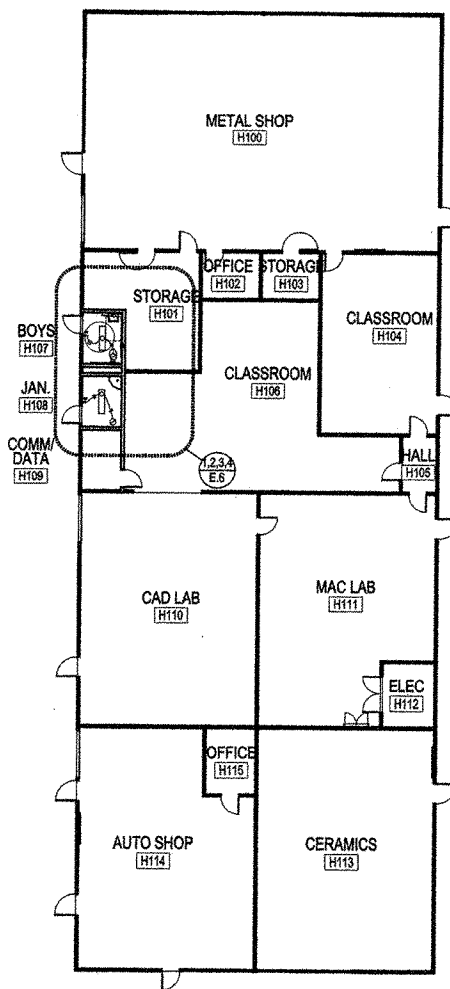 METAL SHOP
H100
OFFICE
H102
STORAGE
H103
STORAGE
H101
CLASSROOM
H104
BOYS
H107
CLASSROOM
H106
JAN.
H108
COMM/
DATA
H109
HALL
H105
1,2,3,4
E.6
CAD LAB
H110
MAC LAB
H111
ELEC
H112
OFFICE
H115
AUTO SHOP
H114
CERAMICS
H113